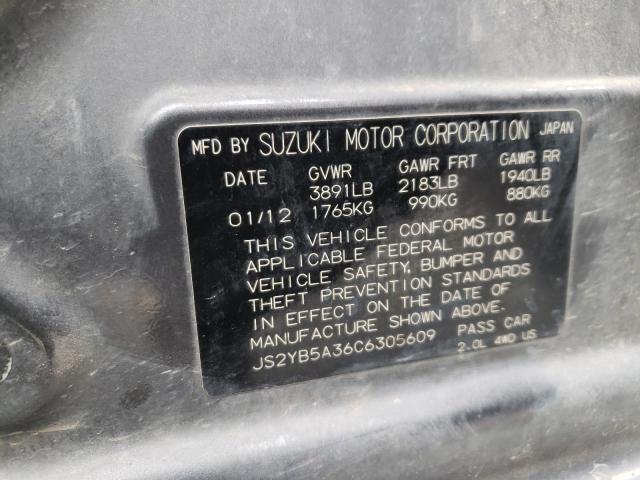 MFD BY SUZUKI MOTOR CORPORATION JAPAN
DATE GVWR GAWR FRT GAWR RR
3891LB 2183LB 1940LB
01/12 1765KG 990KG 880KG
THIS VEHICLE CONFORMS TO ALL
APPLICABLE FEDERAL MOTOR
VEHICLE SAFETY, BUMPER AND
THEFT PREVENTION STANDARDS
IN EFFECT ON THE DATE OF
MANUFACTURE SHOWN ABOVE.
JS2YB5A36C6305609 PASS CAR
2.0L 4WD US